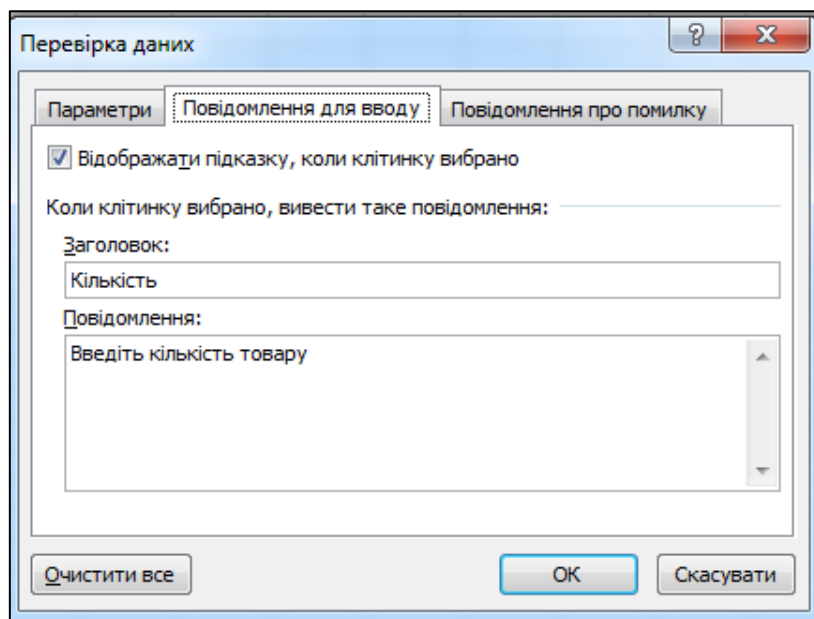 Перевірка даних
Параметри Повідомлення для вводу Повідомлення про помилку
Відображати підказку, коли клітинку вибрано
Коли клітинку вибрано, вивести таке повідомлення:
Заголовок:
Кількість
Повідомлення:
Введіть кількість товару
Очистити все ОК Скасувати